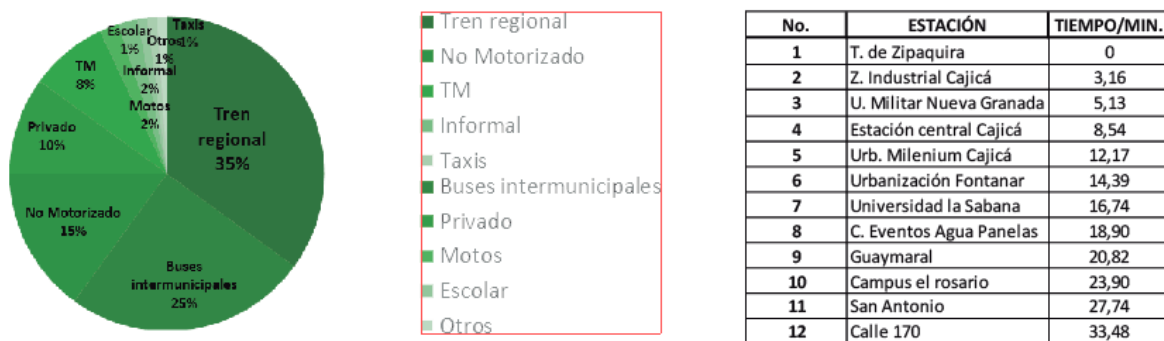 Escolar
1%
Otros
1%
Taxis
1%
TM
8%
Informal
2%
Motos
2%
Privado
10%
Tren
regional
35%
No Motorizado
15%
Buses
intermunicipales
25%
Tren regional
No Motorizado
TM
Informal
Taxis
Buses intermunicipales
Privado
Motos
Escolar
Otros
No. ESTACIÓN TIEMPO/MIN.
1 T. de Zipaquira 0
2 Z. Industrial Cajicá 3,16
3 U. Militar Nueva Granada 5,13
4 Estación central Cajicá 8,54
5 Urb. Milenium Cajicá 12,17
6 Urbanización Fontanar 14,39
7 Universidad la Sabana 16,74
8 C. Eventos Agua Panelas 18,90
9 Guaymaral 20,82
10 Campus el rosario 23,90
11 San Antonio 27,74
12 Calle 170 33,48